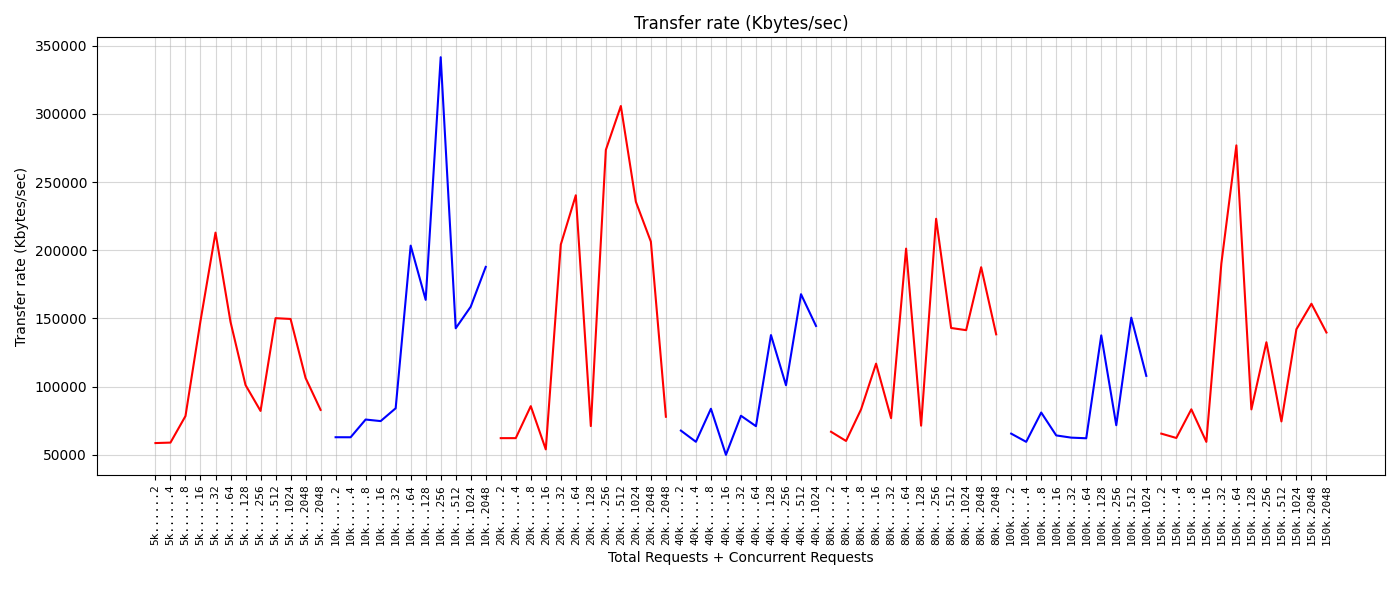 Transfer rate (Kbytes/sec)
Transfer rate (Kbytes/sec)
350000
300000
250000
200000
150000
100000
50000
5k......2
5k......4
5k......8
5k.....16
5k.....32
5k.....64
5k....128
5k....256
5k....512
5k...1024
5k...2048
5k...2048
10k.....2
10k.....4
10k.....8
10k....16
10k....32
10k....64
10k...128
10k...256
10k...512
10k..1024
10k..2048
20k.....2
20k.....4
20k.....8
20k....16
20k....32
20k....64
20k...128
20k...256
20k...512
20k..1024
20k..2048
20k..2048
40k.....2
40k.....4
40k.....8
40k....16
40k....32
40k....64
40k...128
40k...256
40k...512
40k..1024
80k.....2
80k.....4
80k.....8
80k....16
80k....32
80k....64
80k...128
80k...256
80k...512
80k..1024
80k..2048
80k..2048
100k....2
100k....4
100k....8
100k...16
100k...32
100k...64
100k..128
100k..256
100k..512
100k.1024
150k....2
150k....4
150k....8
150k...16
150k...32
150k...64
150k..128
150k..256
150k..512
150k.1024
150k.2048
150k.2048
Total Requests + Concurrent Requests